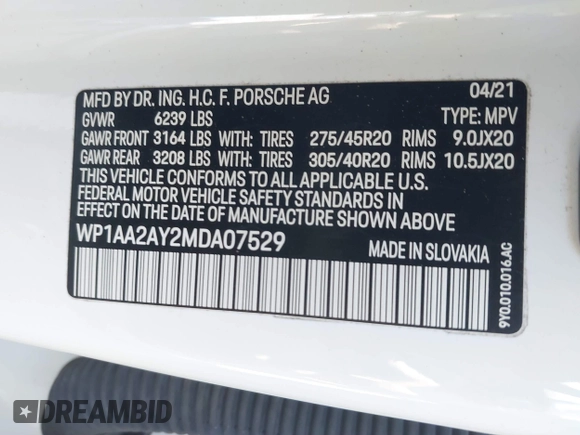 MFD BY DR. ING. H.C. F. PORSCHE AG 04/21
GVWR 6239 LBS TYPE: MPV
GAWR FRONT 3164 LBS WITH: TIRES 275/45R20 RIMS 9.0JX20
GAWR REAR 3208 LBS WITH: TIRES 305/40R20 RIMS 10.5JX20
THIS VEHICLE CONFORMS TO ALL APPLICABLE U.S.
FEDERAL MOTOR VEHICLE SAFETY STANDARDS IN
EFFECT ON THE DATE OF MANUFACTURE SHOWN ABOVE
WP1AA2AY2MDA07529 MADE IN SLOVAKIA
9Y0.010.016.AC
DREAMBID